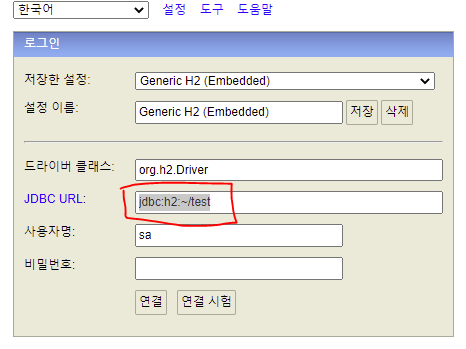 한국어 설정 도구 도움말
로그인
저장한 설정: Generic H2 (Embedded)
설정 이름: Generic H2 (Embedded) 저장 삭제
드라이버 클래스: org.h2.Driver
JDBC URL: jdbc:h2:~/test
사용자명: sa
비밀번호:
연결 연결 시험